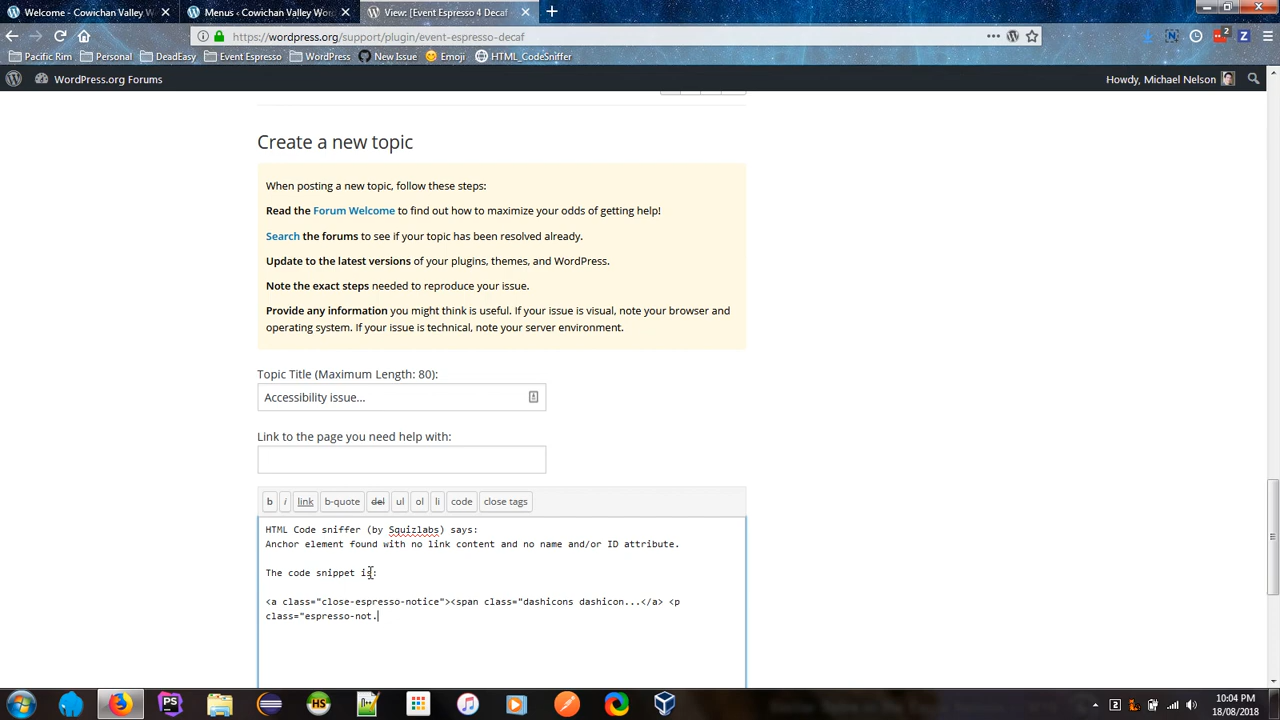 Welcome ‹ Cowichan Valley W
Menus ‹ Cowichan Valley Wor
View: [Event Espresso 4 Decaf
https://wordpress.org/support/plugin/event-espresso-decaf
Pacific Rim
Personal
DeadEasy
Event Espresso
WordPress
New Issue
Emoji
HTML_CodeSniffer
WordPress.org Forums
Howdy, Michael Nelson
Create a new topic
When posting a new topic, follow these steps:
Read the Forum Welcome to find out how to maximize your odds of getting help!
Search the forums to see if your topic has been resolved already.
Update to the latest versions of your plugins, themes, and WordPress.
Note the exact steps needed to reproduce your issue.
Provide any information you might think is useful. If your issue is visual, note your browser and
operating system. If your issue is technical, note your server environment.
Topic Title (Maximum Length: 80):
Accessibility issue...
Link to the page you need help with:
b i link b-quote del ul ol li code close tags
HTML Code sniffer (by Squizlabs) says:
Anchor element found with no link content and no name and/or ID attribute.
The code snippet is:
<a class="close-espresso-notice"><span class="dashicons dashicon...</a> <p
class="espresso-not.
PS
HS
10:04 PM
18/08/2018